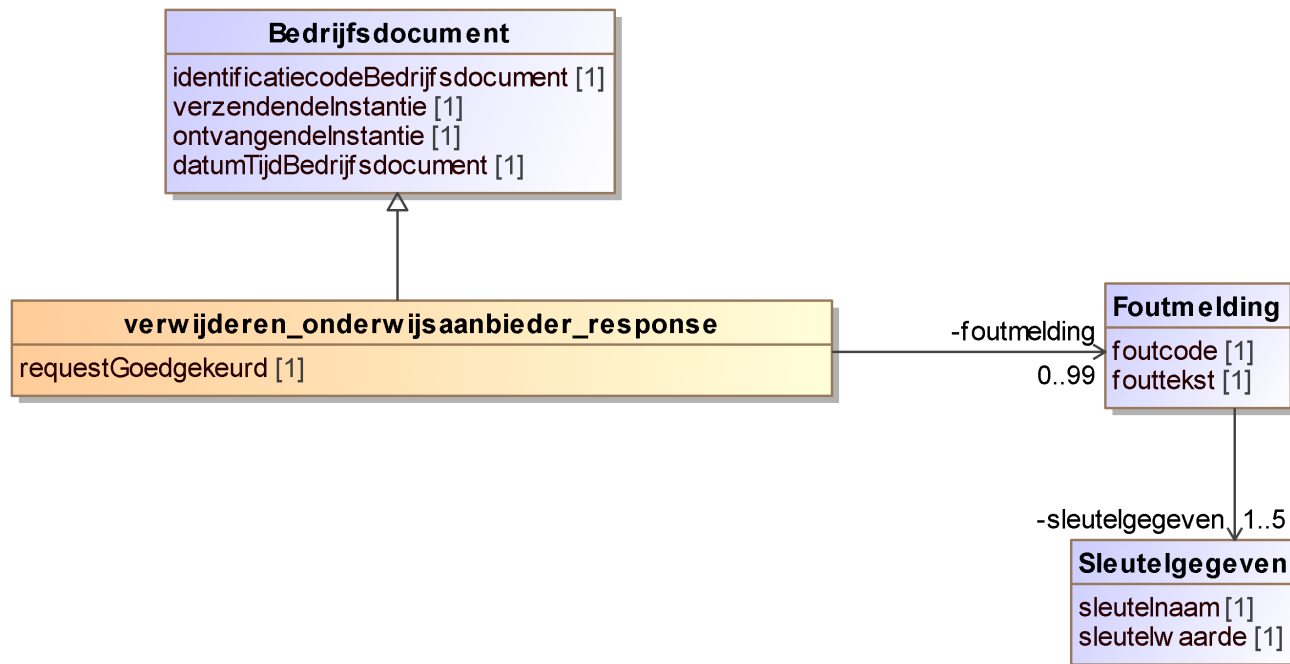 Bedrijfsdocument
identificatiecodeBedrijfsdocument [1]
verzendendeInstantie [1]
ontvangendeInstantie [1]
datumTijdBedrijfsdocument [1]
verwijderen_onderwijsaanbieder_response
requestGoedgekeurd [1]
-foutmelding
0..99
Foutmelding
foutcode [1]
fouttekst [1]
-sleutelgegeven 1..5
Sleutelgegeven
sleutelnaam [1]
sleutelwaarde [1]